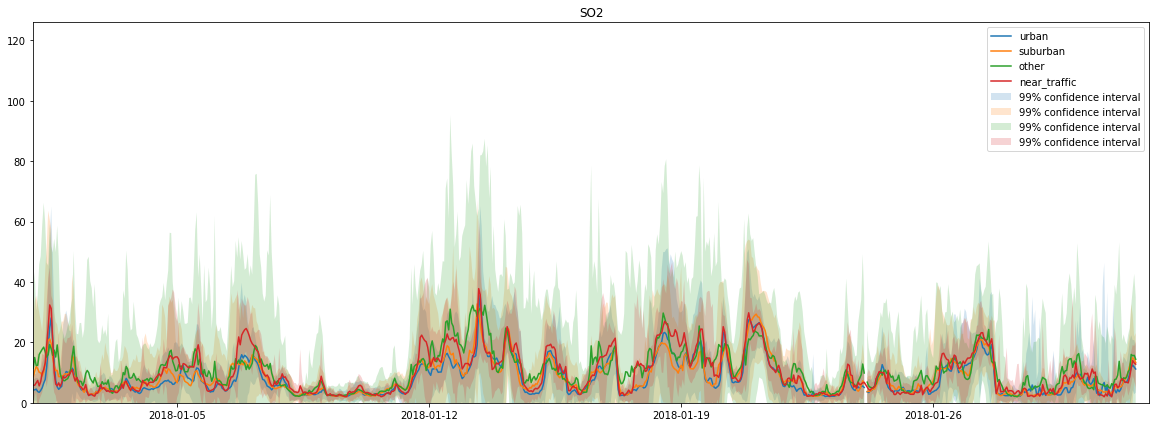 SO2
120
100
80
60
40
20
0
2018-01-05
2018-01-12
2018-01-19
2018-01-26
urban
suburban
other
near_traffic
99% confidence interval
99% confidence interval
99% confidence interval
99% confidence interval